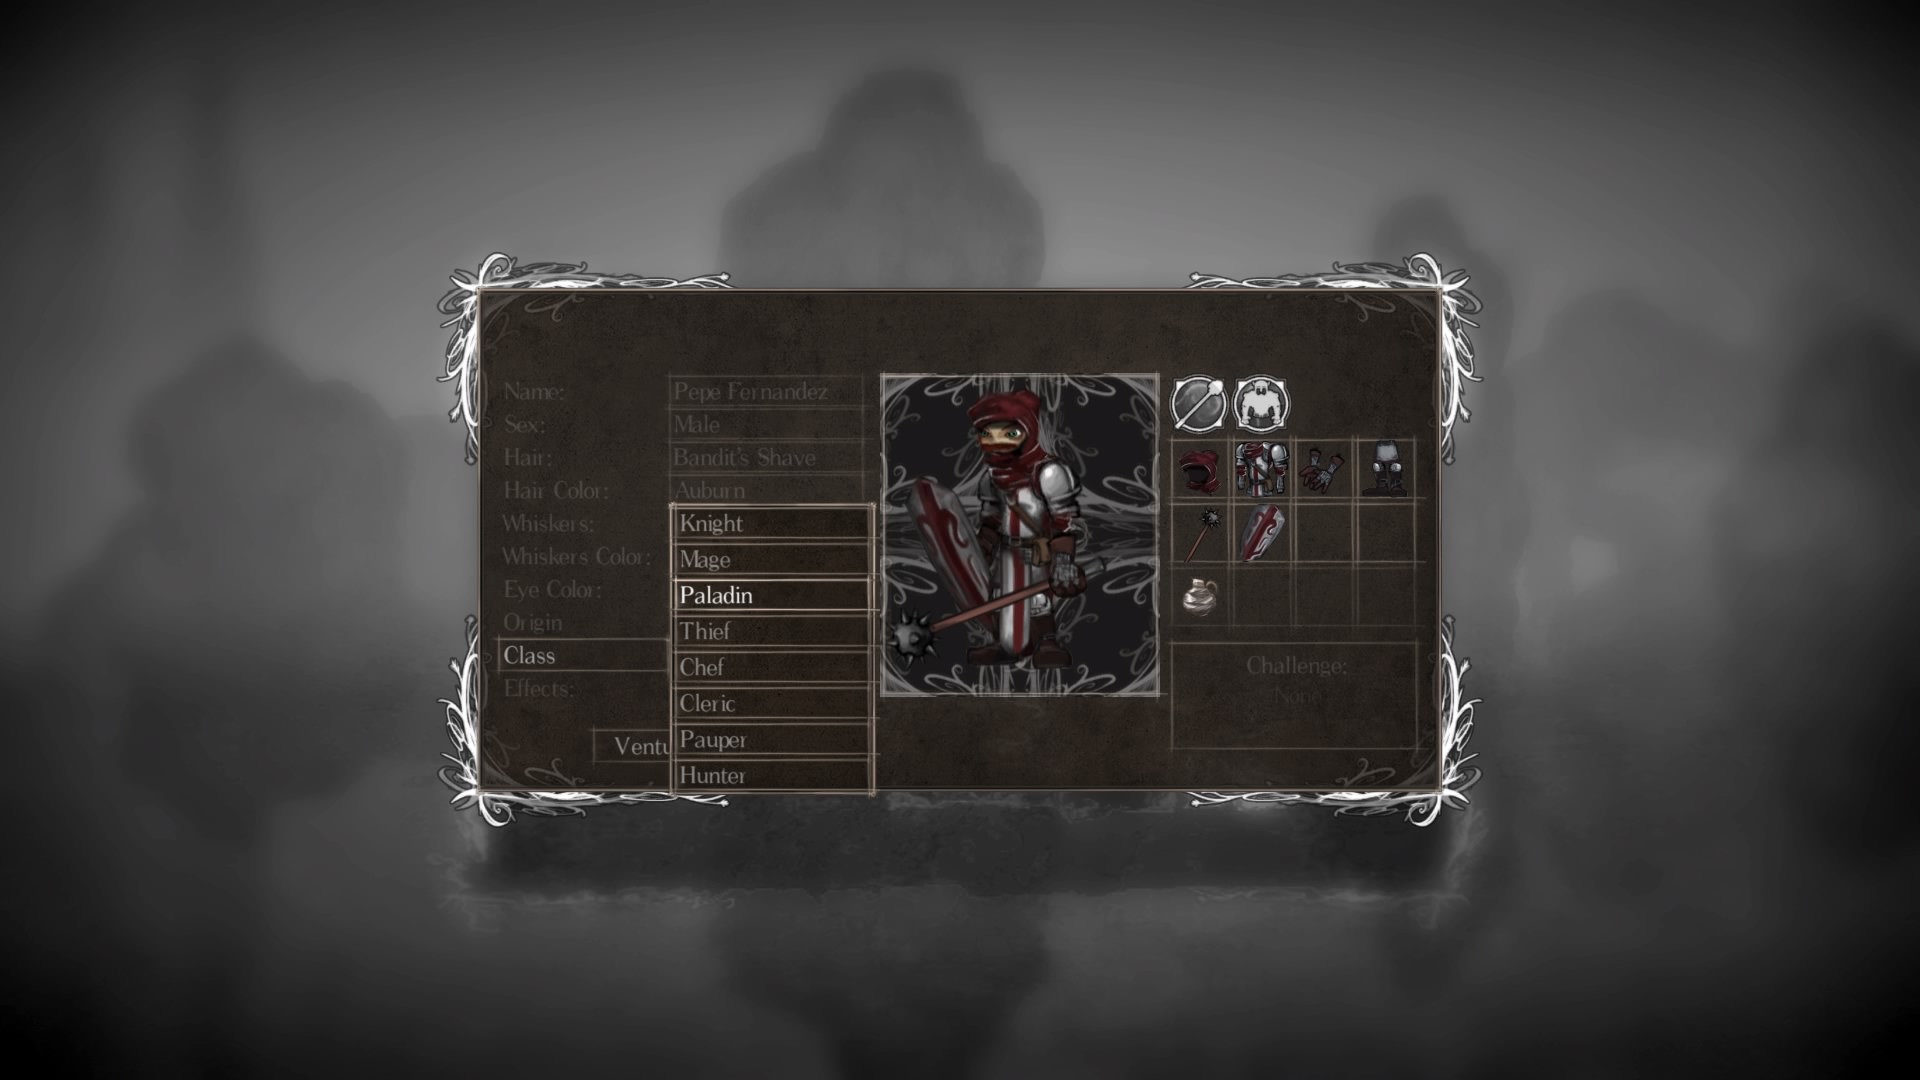 Name: Pepe Fernandez
Sex: Male
Hair: Bandit's Shave
Hair Color: Auburn
Whiskers:
Whiskers Color:
Eye Color:
Origin
Class
Effects:
Ventu
Knight
Mage
Paladin
Thief
Chef
Cleric
Pauper
Hunter
Challenge:
None